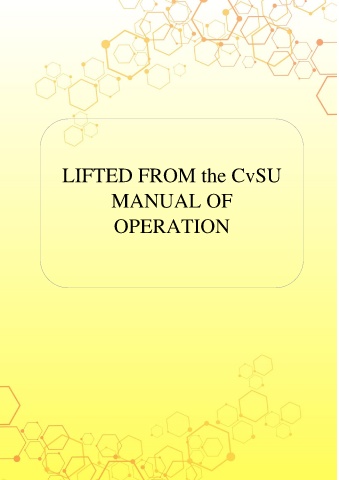 LIFTED FROM the CvSU
MANUAL OF
OPERATION